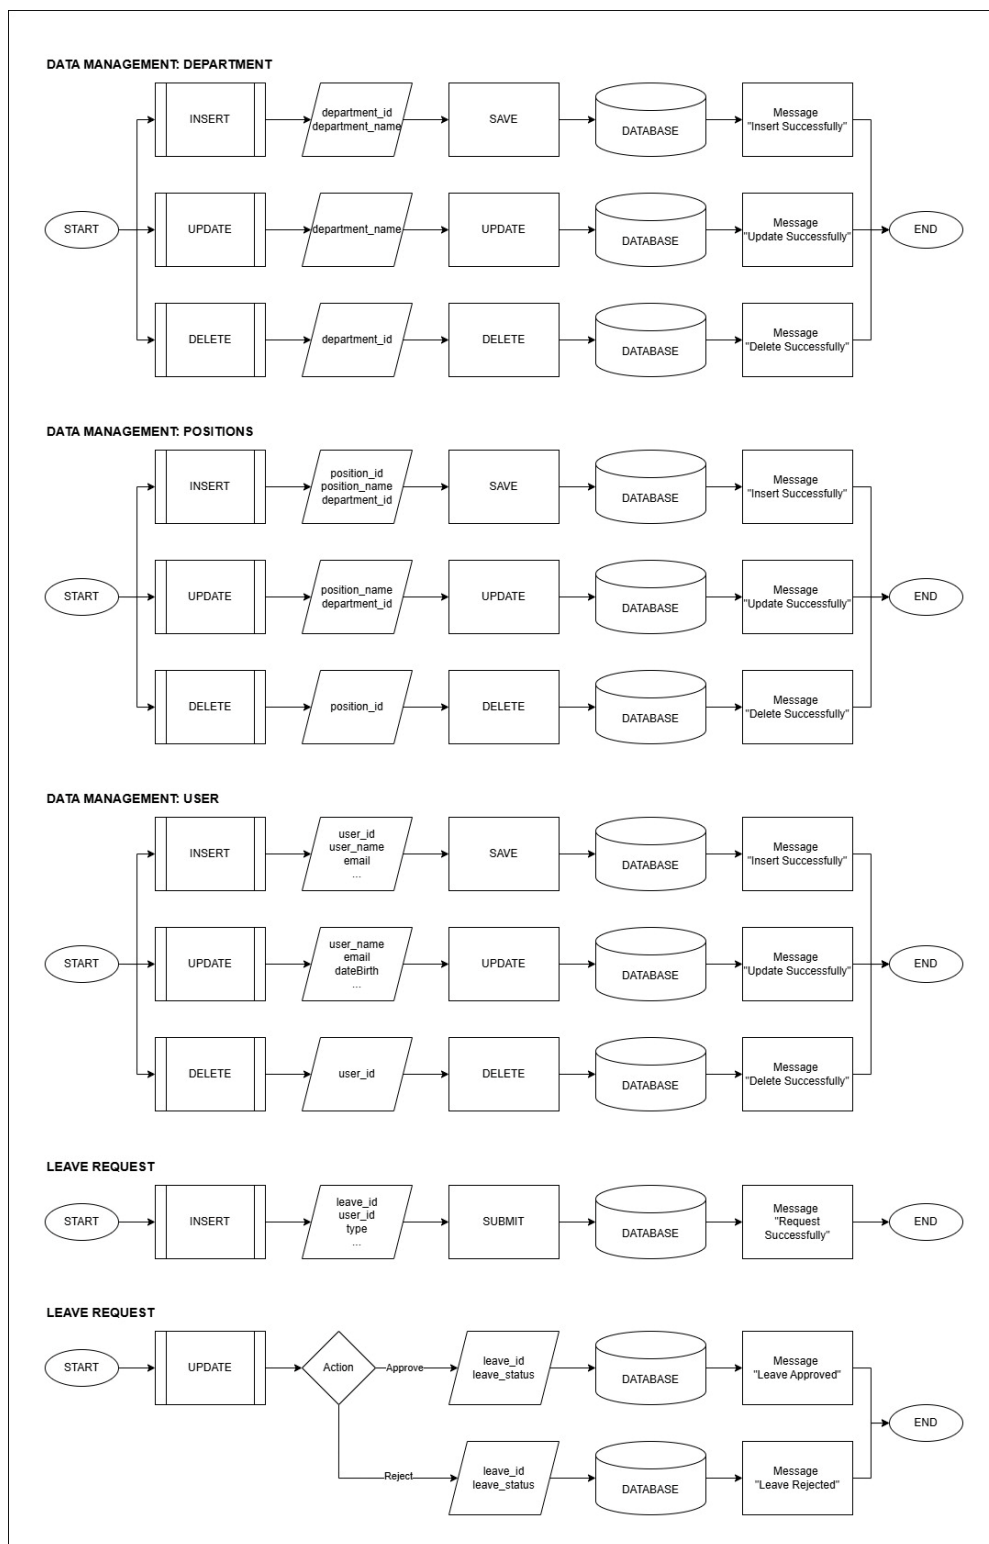 DATA MANAGEMENT: DEPARTMENT
INSERT
department_id
department_name
SAVE
DATABASE
Message
"Insert Successfully"
START
UPDATE
department_name
UPDATE
DATABASE
Message
"Update Successfully"
END
DELETE
department_id
DELETE
DATABASE
Message
"Delete Successfully"
DATA MANAGEMENT: POSITIONS
INSERT
position_id
position_name
department_id
SAVE
DATABASE
Message
"Insert Successfully"
START
UPDATE
position_name
department_id
UPDATE
DATABASE
Message
"Update Successfully"
END
DELETE
position_id
DELETE
DATABASE
Message
"Delete Successfully"
DATA MANAGEMENT: USER
INSERT
user_id
user_name
email
...
SAVE
DATABASE
Message
"Insert Successfully"
START
UPDATE
user_name
email
dateBirth
...
UPDATE
DATABASE
Message
"Update Successfully"
END
DELETE
user_id
DELETE
DATABASE
Message
"Delete Successfully"
LEAVE REQUEST
START
INSERT
leave_id
user_id
type
...
SUBMIT
DATABASE
Message
"Request
Successfully"
END
LEAVE REQUEST
START
UPDATE
Action
Approve
leave_id
leave_status
DATABASE
Message
"Leave Approved"
END
Reject
leave_id
leave_status
DATABASE
Message
"Leave Rejected"